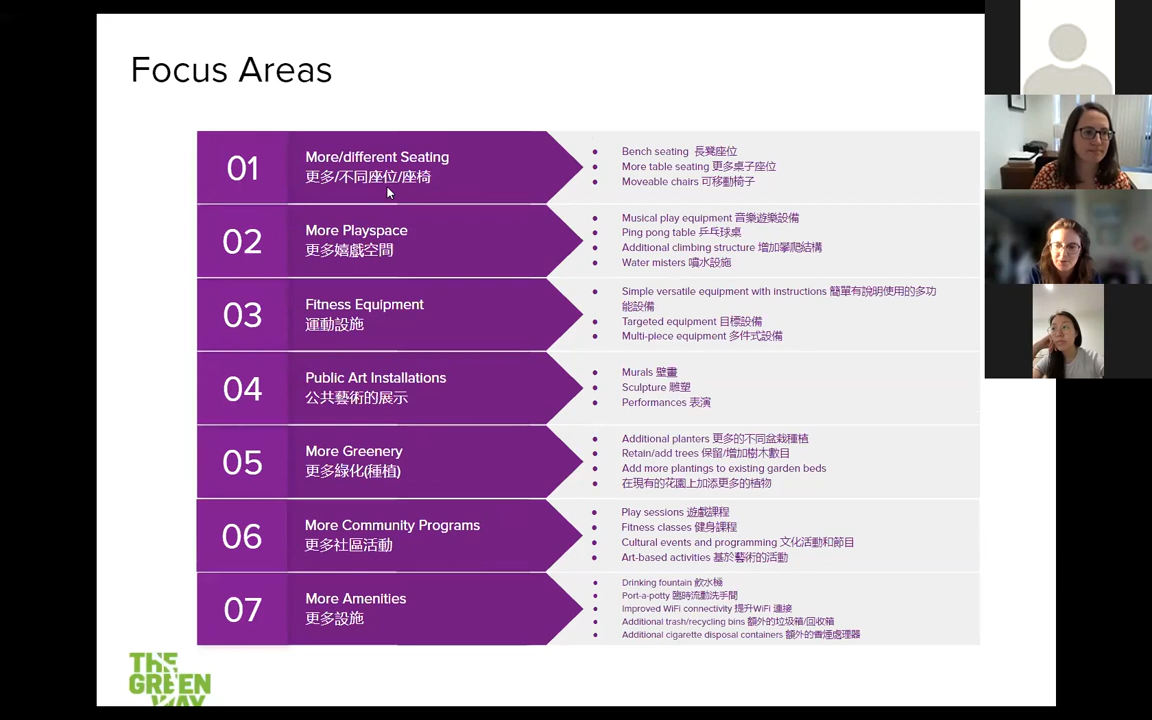 Focus Areas
01
More/different Seating
更多/不同座位/座椅
Bench seating 長凳座位
More table seating 更多桌子座位
Moveable chairs 可移動椅子
02
More Playspace
更多嬉戲空間
Musical play equipment 音樂遊樂設備
Ping pong table 乒乓球桌
Additional climbing structure 增加攀爬結構
Water misters 噴水設施
03
Fitness Equipment
運動設施
Simple versatile equipment with instructions 簡單有說明使用的多功
能設備
Targeted equipment 目標設備
Multi-piece equipment 多件式設備
04
Public Art Installations
公共藝術的展示
Murals 壁畫
Sculpture 雕塑
Performances 表演
05
More Greenery
更多綠化(種植)
Additional planters 更多的不同盆栽種植
Retain/add trees 保留/增加樹木數目
Add more plantings to existing garden beds
在現有的花園上加添更多的植物
06
More Community Programs
更多社區活動
Play sessions 遊戲課程
Fitness classes 健身課程
Cultural events and programming 文化活動和節目
Art-based activities 基於藝術的活動
07
More Amenities
更多設施
Drinking fountain 飲水機
Port-a-potty 臨時流動洗手間
Improved WiFi connectivity 提升WiFi 連接
Additional trash/recycling bins 額外的垃圾箱/回收箱
Additional cigarette disposal containers 額外的香煙處理器
THE
GREEN
WAY